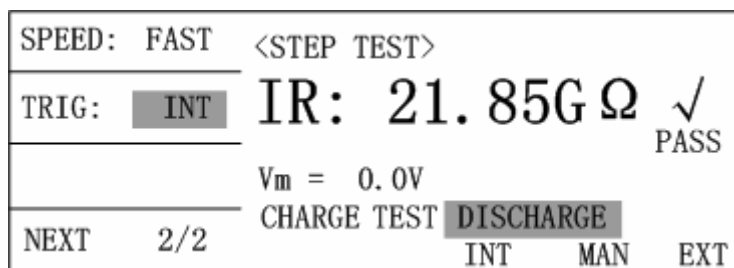 SPEED: FAST
TRIG: INT
NEXT 2/2
<STEP TEST>
IR: 21.85GΩ √
PASS
Vm = 0.0V
CHARGE TEST DISCHARGE
INT MAN EXT